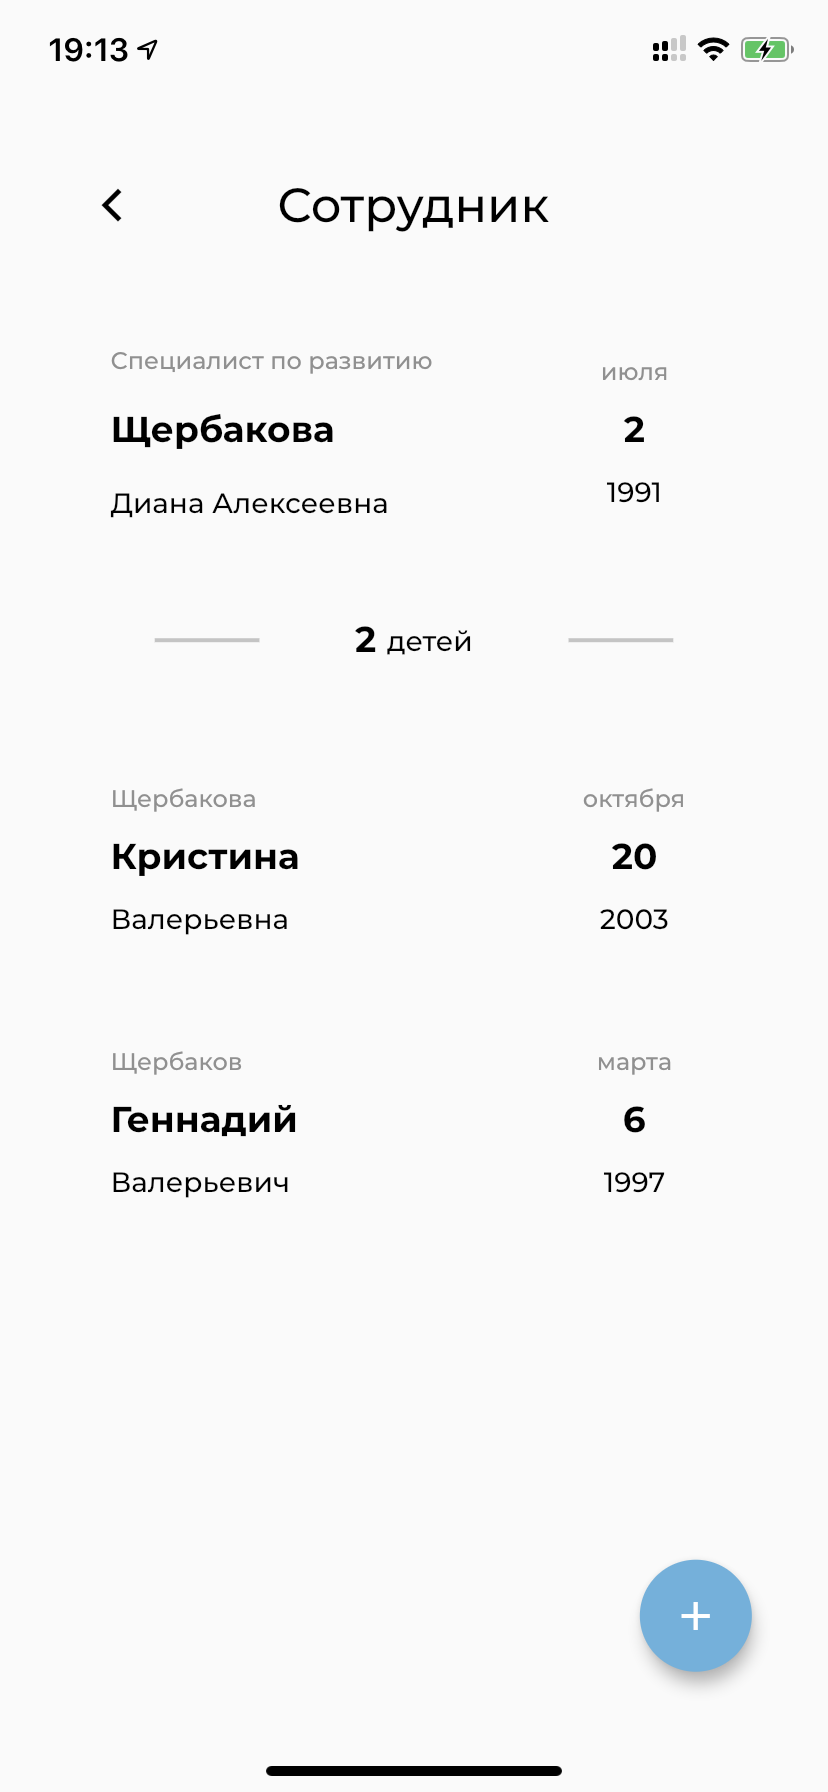 19:13
Сотрудник
Специалист по развитию
июля
Щербакова
2
Диана Алексеевна
1991
2 детей
Щербакова
октября
Кристина
20
Валерьевна
2003
Щербаков
марта
Геннадий
6
Валерьевич
1997
+